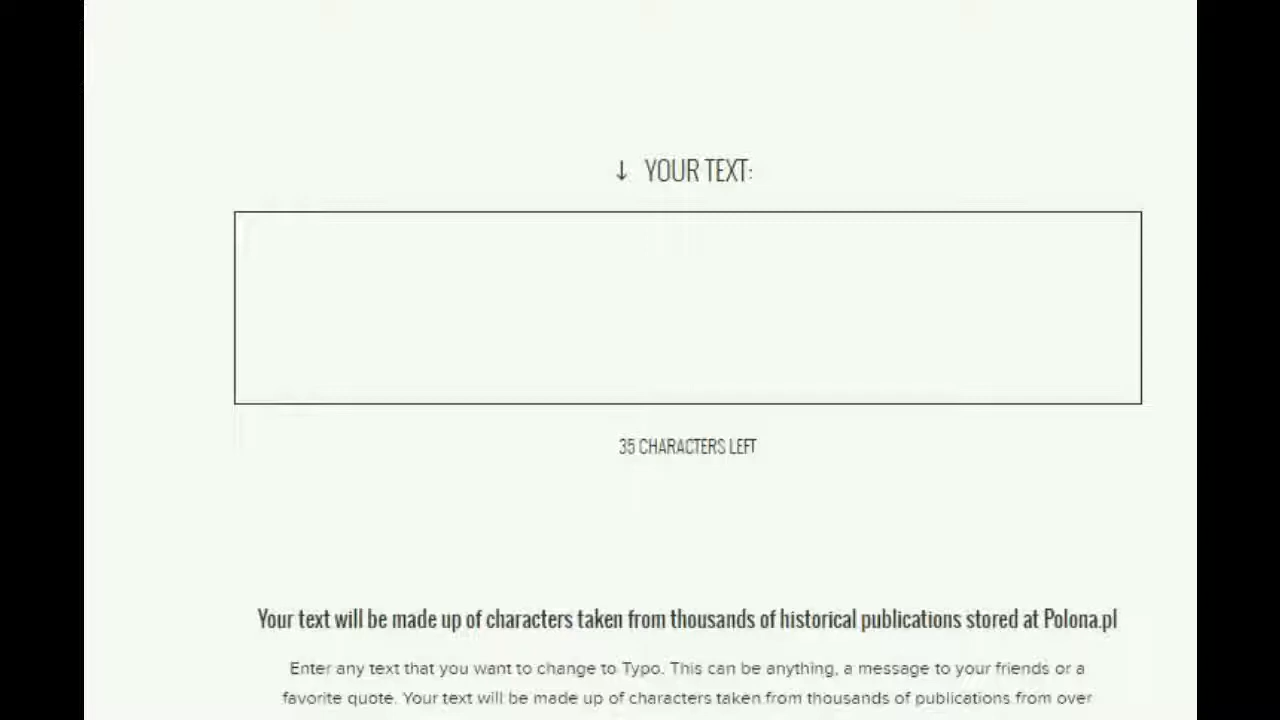 ↓ YOUR TEXT:
35 CHARACTERS LEFT
Your text will be made up of characters taken from thousands of historical publications stored at Polona.pl
Enter any text that you want to change to Typo. This can be anything, a message to your friends or a
favorite quote. Your text will be made up of characters taken from thousands of publications from over